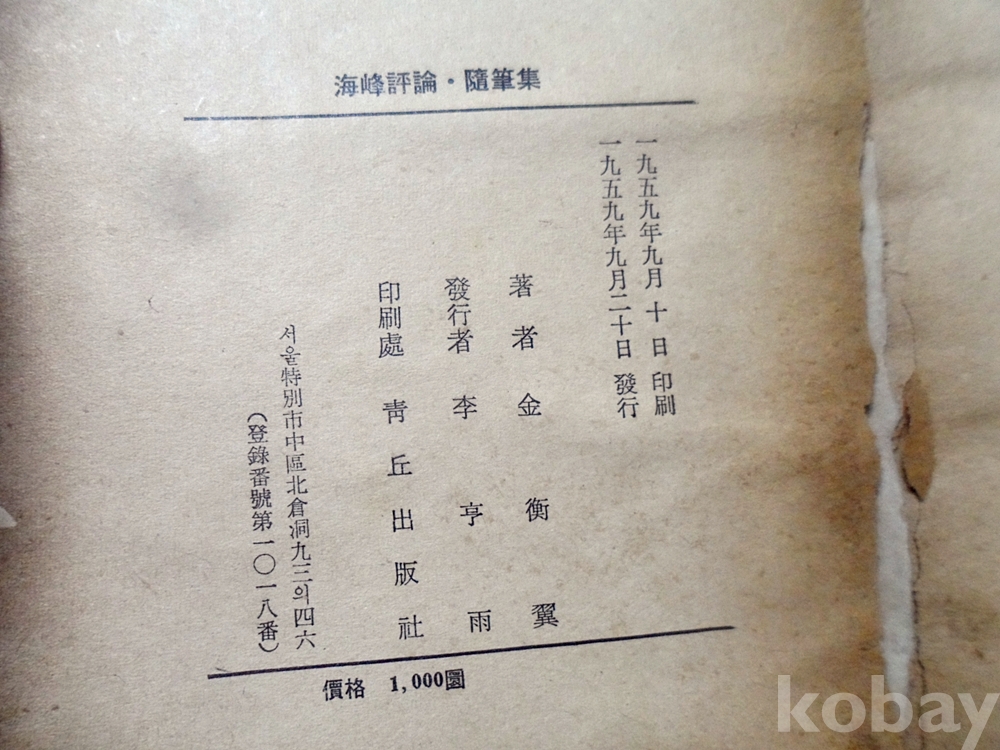 海峰評論・隨筆集
一九五九年九月 十 日 印刷
一九五九年九月二十日 發行
著者 金衡翼
發行者 李亨雨
印刷處 靑丘出版社
서울特別市中區北倉洞九三의四六
(登錄番號第一〇一八番)
價格 1,000圜
kobay